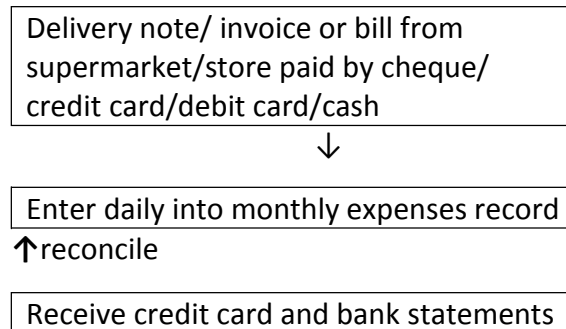 Delivery note/ invoice or bill from
supermarket/store paid by cheque/
credit card/debit card/cash
↓
Enter daily into monthly expenses record
↑reconcile
Receive credit card and bank statements